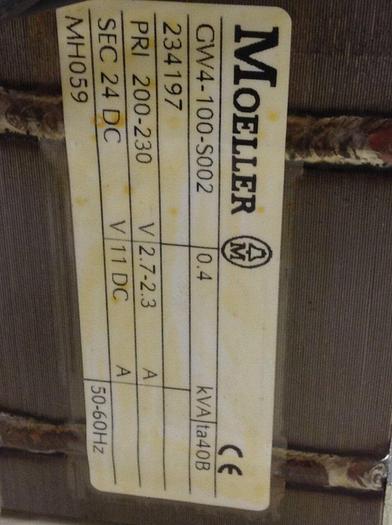 MOELLER M CE
GW4-100-S002 0.4 kVA ta40B
234197
PRI 200-230 V 2.7-2.3 A
SEC 24 DC V 11 DC A 50-60Hz
MH059